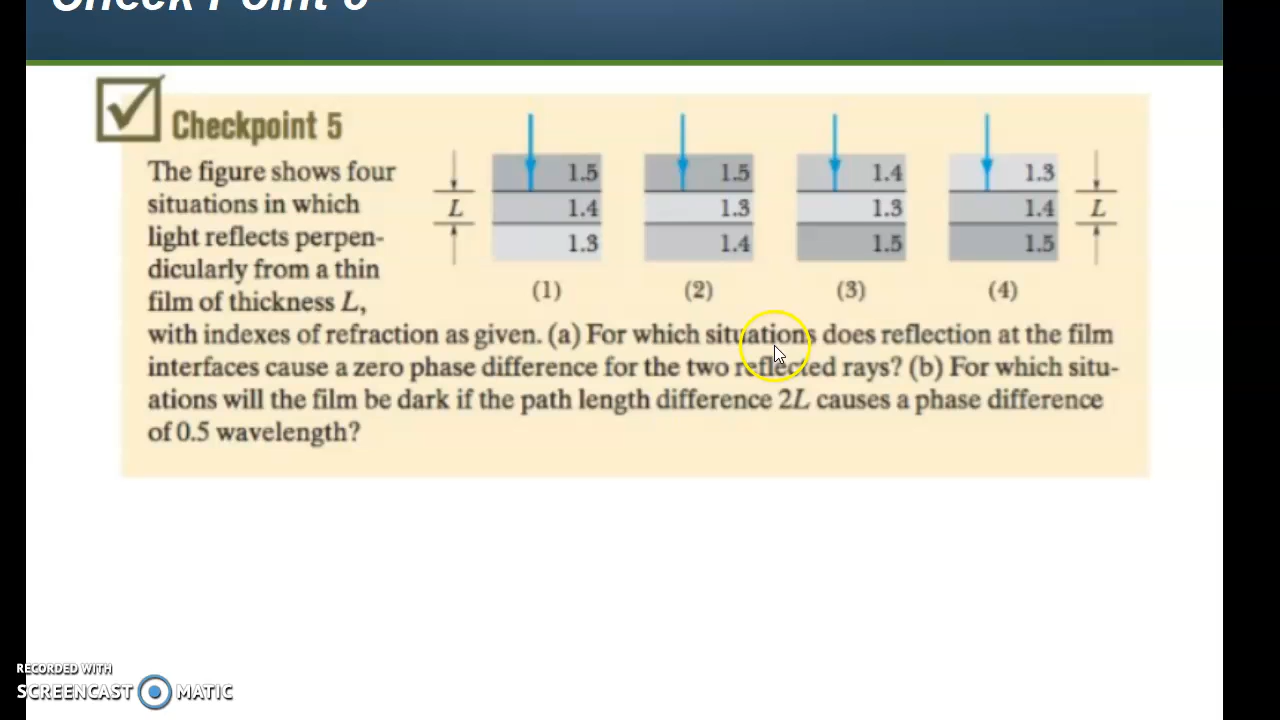 Check Point 6
Checkpoint 5
The figure shows four
situations in which
light reflects perpen-
dicularly from a thin
film of thickness L,
with indexes of refraction as given. (a) For which situations does reflection at the film
interfaces cause a zero phase difference for the two reflected rays? (b) For which situ-
ations will the film be dark if the path length difference 2L causes a phase difference
of 0.5 wavelength?
L
1.5
1.4
1.3
(1)
1.5
1.3
1.4
(2)
1.4
1.3
1.5
(3)
1.3
1.4
1.5
(4)
L
RECORDED WITH
SCREENCAST MATIC